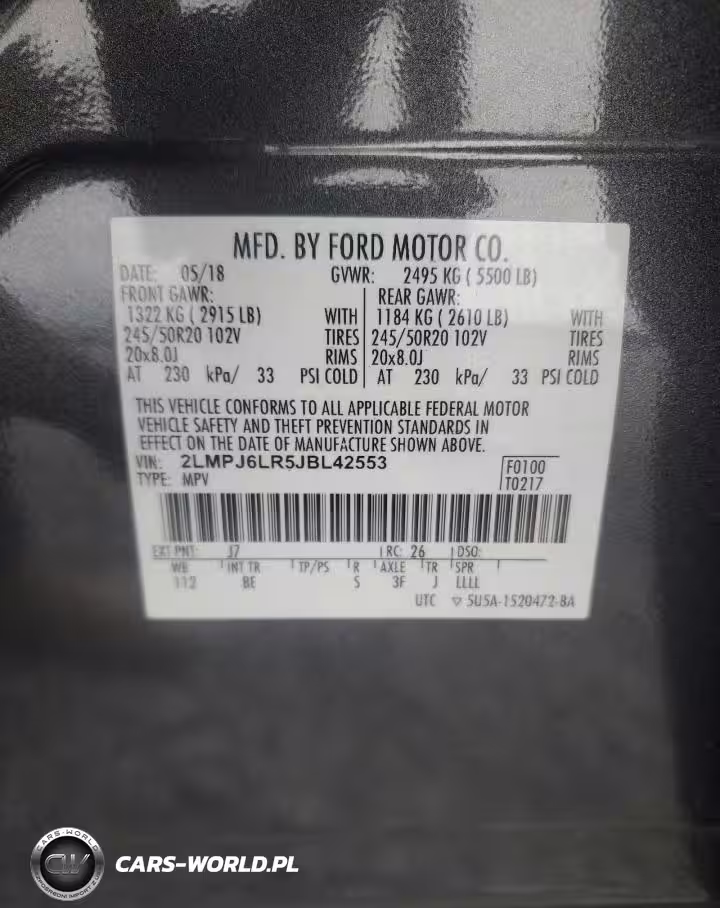 MFD. BY FORD MOTOR CO.
DATE: 05/18 GVWR: 2495 KG ( 5500 LB)
FRONT GAWR: REAR GAWR:
1322 KG ( 2915 LB) WITH 1184 KG ( 2610 LB) WITH
245/50R20 102V TIRES 245/50R20 102V TIRES
20x8.0J RIMS 20x8.0J RIMS
AT 230 kPa/ 33 PSI COLD AT 230 kPa/ 33 PSI COLD
THIS VEHICLE CONFORMS TO ALL APPLICABLE FEDERAL MOTOR
VEHICLE SAFETY AND THEFT PREVENTION STANDARDS IN
EFFECT ON THE DATE OF MANUFACTURE SHOWN ABOVE.
VIN: 2LMPJ6LR5JBL42553 F0100
TYPE: MPV T0217
EXT PNT: J7 RC: 26 DSO:
WB INT TR TP/PS R AXLE TR SPR
112 BE S 3F J LLLL
UTC ▽ 5U5A-1520472-BA
CARS-WORLD
CW
CARS-WORLD.PL